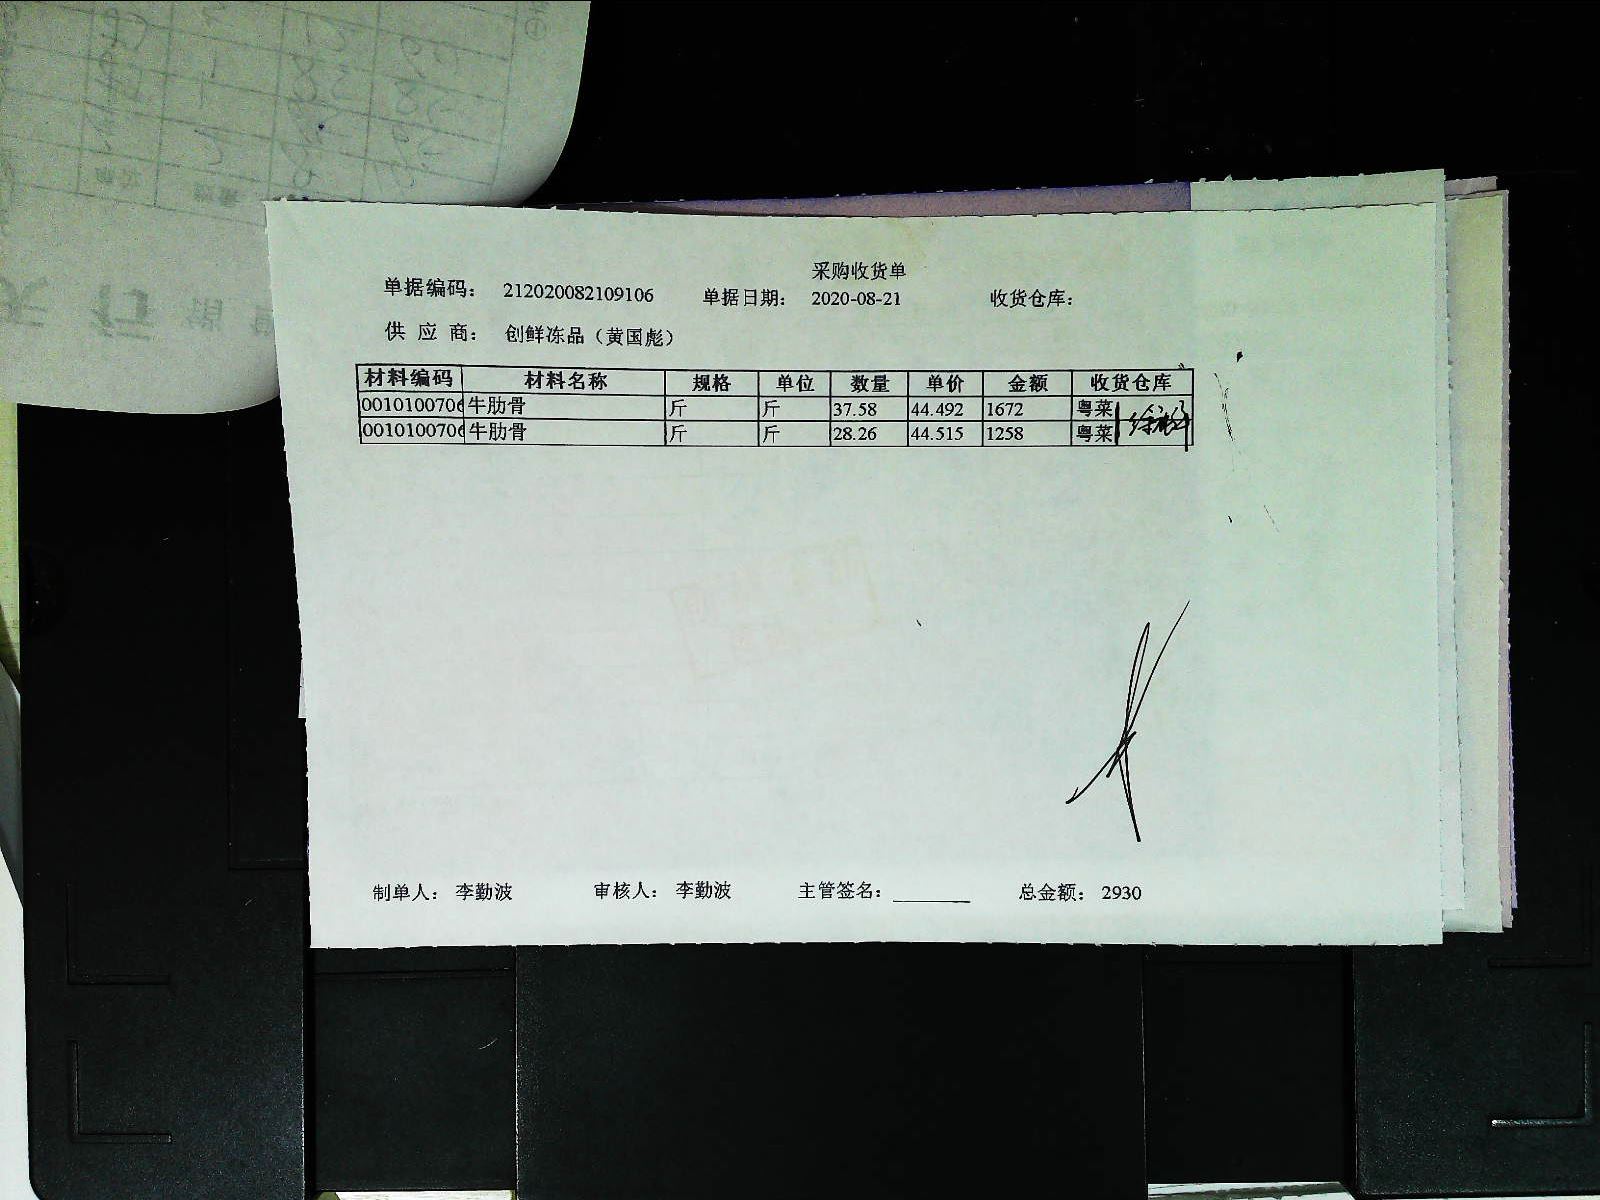 采购收货单
单据编码： 212020082109106 单据日期： 2020-08-21 收货仓库：
供 应 商： 创鲜冻品（黄国彪）
材料编码 材料名称 规格 单位 数量 单价 金额 收货仓库
0010100706 牛肋骨 斤 斤 37.58 44.492 1672 粤菜
0010100706 牛肋骨 斤 斤 28.26 44.515 1258 粤菜
制单人： 李勤波 审核人： 李勤波 主管签名： 总金额： 2930